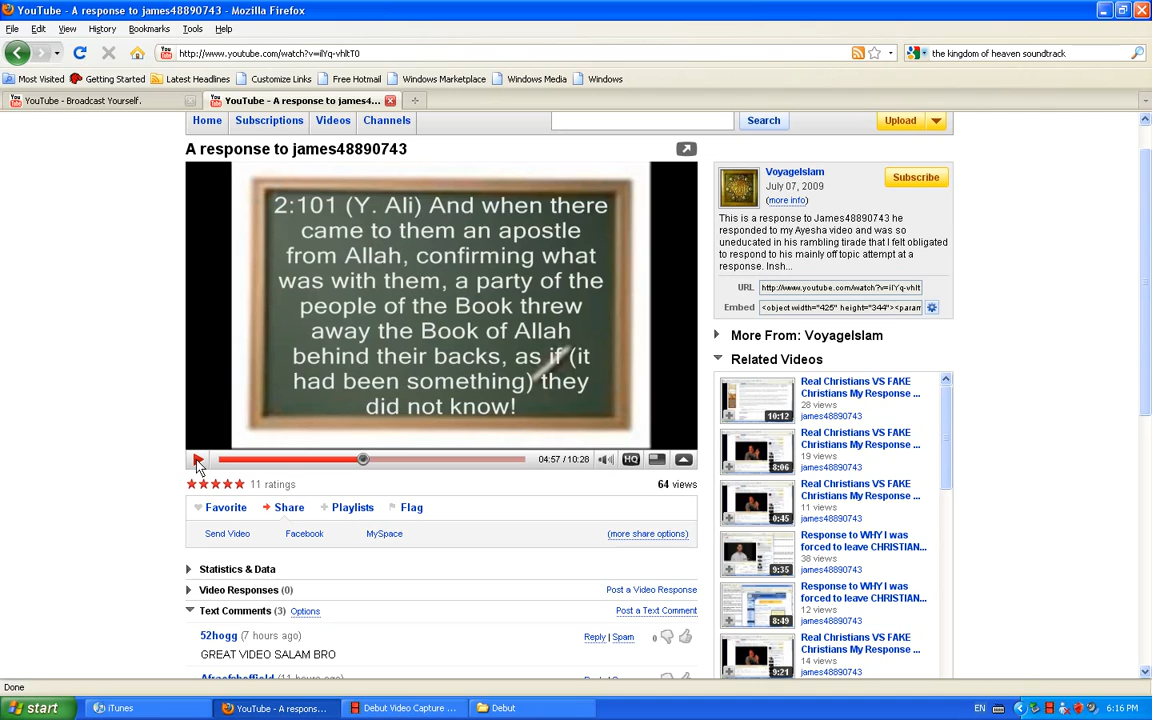 YouTube - A response to james48890743 - Mozilla Firefox
File Edit View History Bookmarks Tools Help
http://www.youtube.com/watch?v=iIYq-vhltT0
the kingdom of heaven soundtrack
Most Visited Getting Started Latest Headlines Customize Links Free Hotmail Windows Marketplace Windows Media Windows
YouTube - Broadcast Yourself. YouTube - A response to james4...
Home Subscriptions Videos Channels Search Upload
A response to james48890743
2:101 (Y. Ali) And when there
came to them an apostle
from Allah, confirming what
was with them, a party of the
people of the Book threw
away the Book of Allah
behind their backs, as if (it
had been something) they
did not know!
04:57 / 10:28 HQ
11 ratings 64 views
Favorite Share Playlists Flag
Send Video Facebook MySpace (more share options)
Statistics & Data
Video Responses (0) Post a Video Response
Text Comments (3) Options Post a Text Comment
52hogg (7 hours ago) Reply | Spam 0
GREAT VIDEO SALAM BRO
VoyageIslam
July 07, 2009
(more info)
Subscribe
This is a response to James48890743 he
responded to my Ayesha video and was so
uneducated in his rambling tirade that I felt obligated
to respond to his mainly off topic attempt at a
response. Insh...
URL http://www.youtube.com/watch?v=iIYq-vhlt
Embed <object width="425" height="344"><param
More From: VoyageIslam
Related Videos
Real Christians VS FAKE
Christians My Response ...
28 views
james48890743
10:12
Real Christians VS FAKE
Christians My Response ...
19 views
james48890743
8:06
Real Christians VS FAKE
Christians My Response ...
11 views
james48890743
0:45
Response to WHY I was
forced to leave CHRISTIAN...
38 views
james48890743
9:35
Response to WHY I was
forced to leave CHRISTIAN...
12 views
james48890743
8:49
Real Christians VS FAKE
Christians My Response ...
14 views
james48890743
9:21
Done
start iTunes YouTube - A respons... Debut Video Capture ... Debut EN 6:16 PM